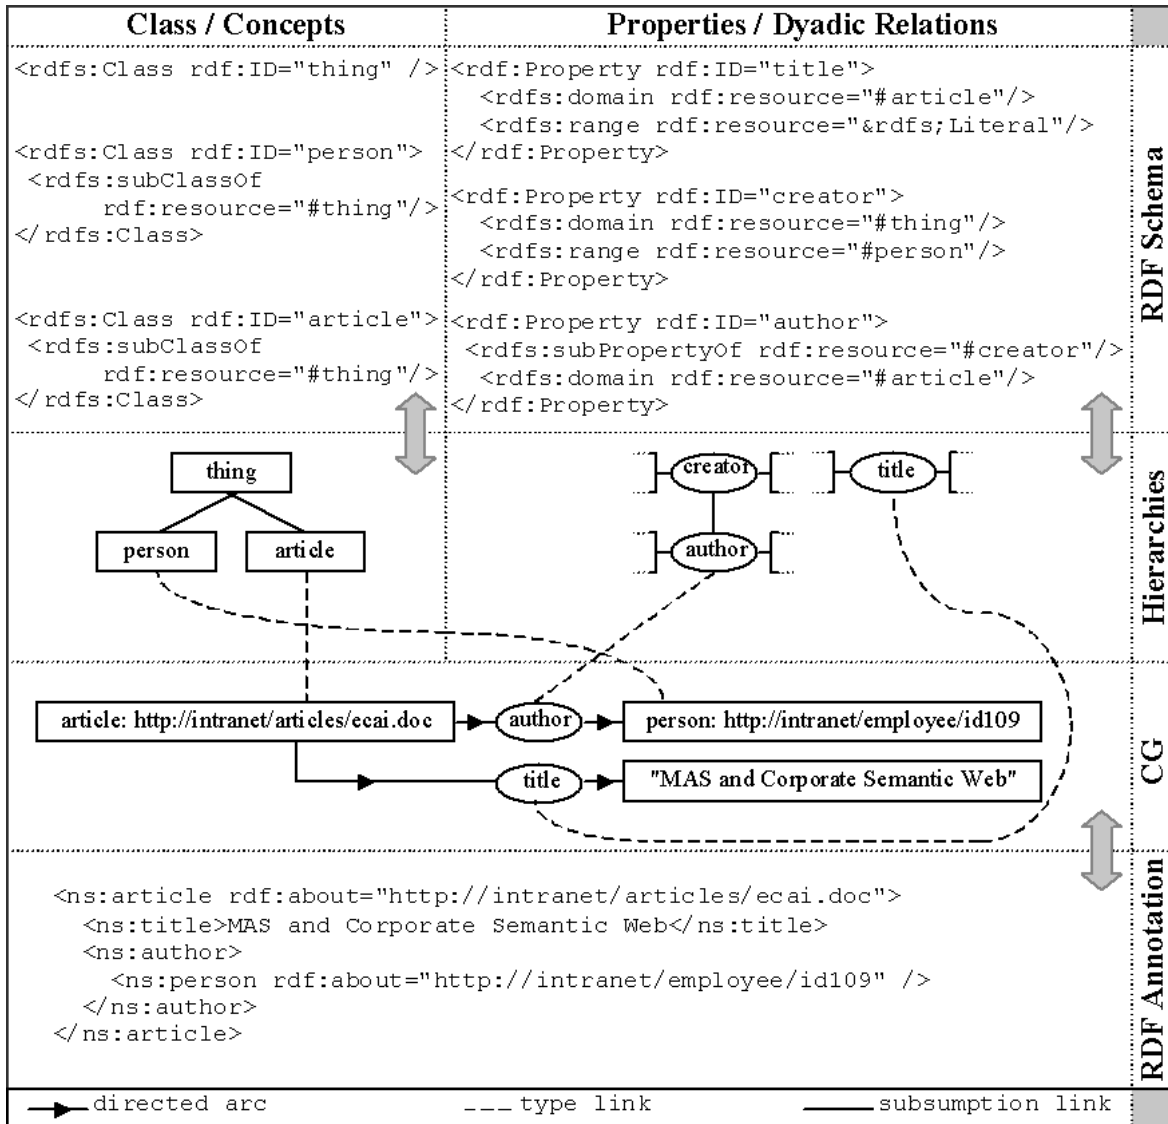 Class / Concepts
Properties / Dyadic Relations
<rdfs:Class rdf:ID="thing" />
<rdfs:Class rdf:ID="person">
<rdfs:subClassOf
rdf:resource="#thing"/>
</rdfs:Class>
<rdfs:Class rdf:ID="article">
<rdfs:subClassOf
rdf:resource="#thing"/>
</rdfs:Class>
<rdf:Property rdf:ID="title">
<rdfs:domain rdf:resource="#article"/>
<rdfs:range rdf:resource="&rdfs;Literal"/>
</rdf:Property>
<rdf:Property rdf:ID="creator">
<rdfs:domain rdf:resource="#thing"/>
<rdfs:range rdf:resource="#person"/>
</rdf:Property>
<rdf:Property rdf:ID="author">
<rdfs:subPropertyOf rdf:resource="#creator"/>
<rdfs:domain rdf:resource="#article"/>
</rdf:Property>
RDF Schema
thing
person
article
creator
title
author
Hierarchies
article: http://intranet/articles/ecai.doc
author
person: http://intranet/employee/id109
title
"MAS and Corporate Semantic Web"
CG
<ns:article rdf:about="http://intranet/articles/ecai.doc">
<ns:title>MAS and Corporate Semantic Web</ns:title>
<ns:author>
<ns:person rdf:about="http://intranet/employee/id109" />
</ns:author>
</ns:article>
RDF Annotation
directed arc
type link
subsumption link